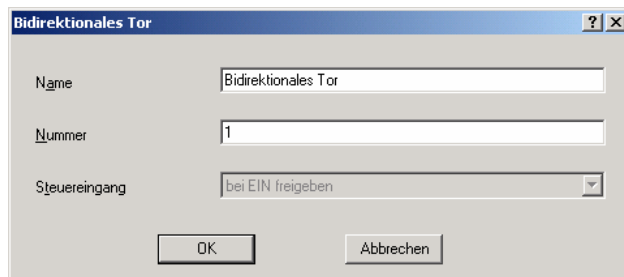 Bidirektionales Tor
Name Bidirektionales Tor
Nummer 1
Steuereingang bei EIN freigeben
OK Abbrechen